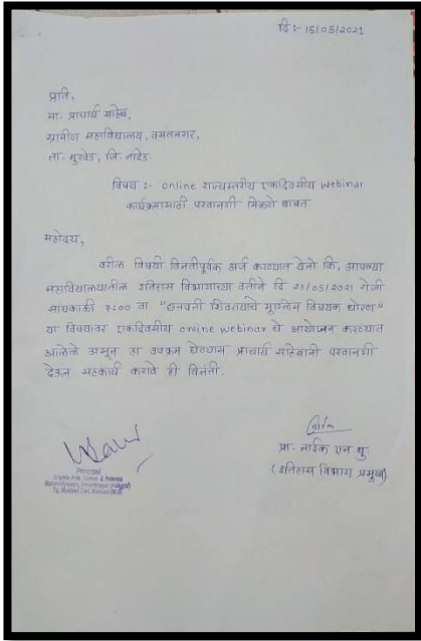 दि :- 15/05/2021
प्रति,
मा. प्राचार्य साहेब,
ग्रामीण महाविद्यालय, वसंतनगर,
ता. मुखेड, जि. नांदेड
विषय :- online राज्यस्तरीय एकदिवसीय webinar
कार्यक्रमासाठी परवानगी मिळणे बाबत.
महोदय,
वरील विषयी विनंतीपूर्वक अर्ज करण्यात येतो कि, आपल्या
महाविद्यालयातील इतिहास विभागाच्या वतीने दि 21/05/2021 रोजी
सायंकाळी 7:00 वा "छत्रपती शिवरायांचे मुस्लिम विषयक धोरण"
या विषयावर एकदिवसीय online webinar चे आयोजन करण्यात
आलेले असून हा उपक्रम घेण्यास प्राचार्य साहेबांनी परवानगी
देऊन सहकार्य करावे ही विनंती.
प्रा. नाईक एन यु.
(इतिहास विभाग प्रमुख)
Principal